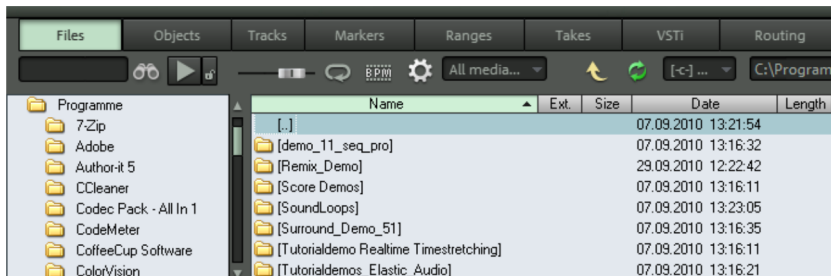 Files Objects Tracks Markers Ranges Takes VSTi Routing
BPM All media... [-c-] ... C:\Program
Programme Name Ext. Size Date Length
7-Zip [..] 07.09.2010 13:21:54
Adobe [demo_11_seq_pro] 07.09.2010 13:16:32
Author-it 5 [Remix_Demo] 29.09.2010 12:22:42
CCleaner [Score Demos] 07.09.2010 13:16:11
Codec Pack - All In 1 [SoundLoops] 07.09.2010 13:23:05
CodeMeter [Surround_Demo_51] 07.09.2010 13:16:35
CoffeeCup Software [Tutorialdemo Realtime Timestretching] 07.09.2010 13:16:11
ColorVision [Tutorialdemos Elastic Audio] 07.09.2010 13:16:21